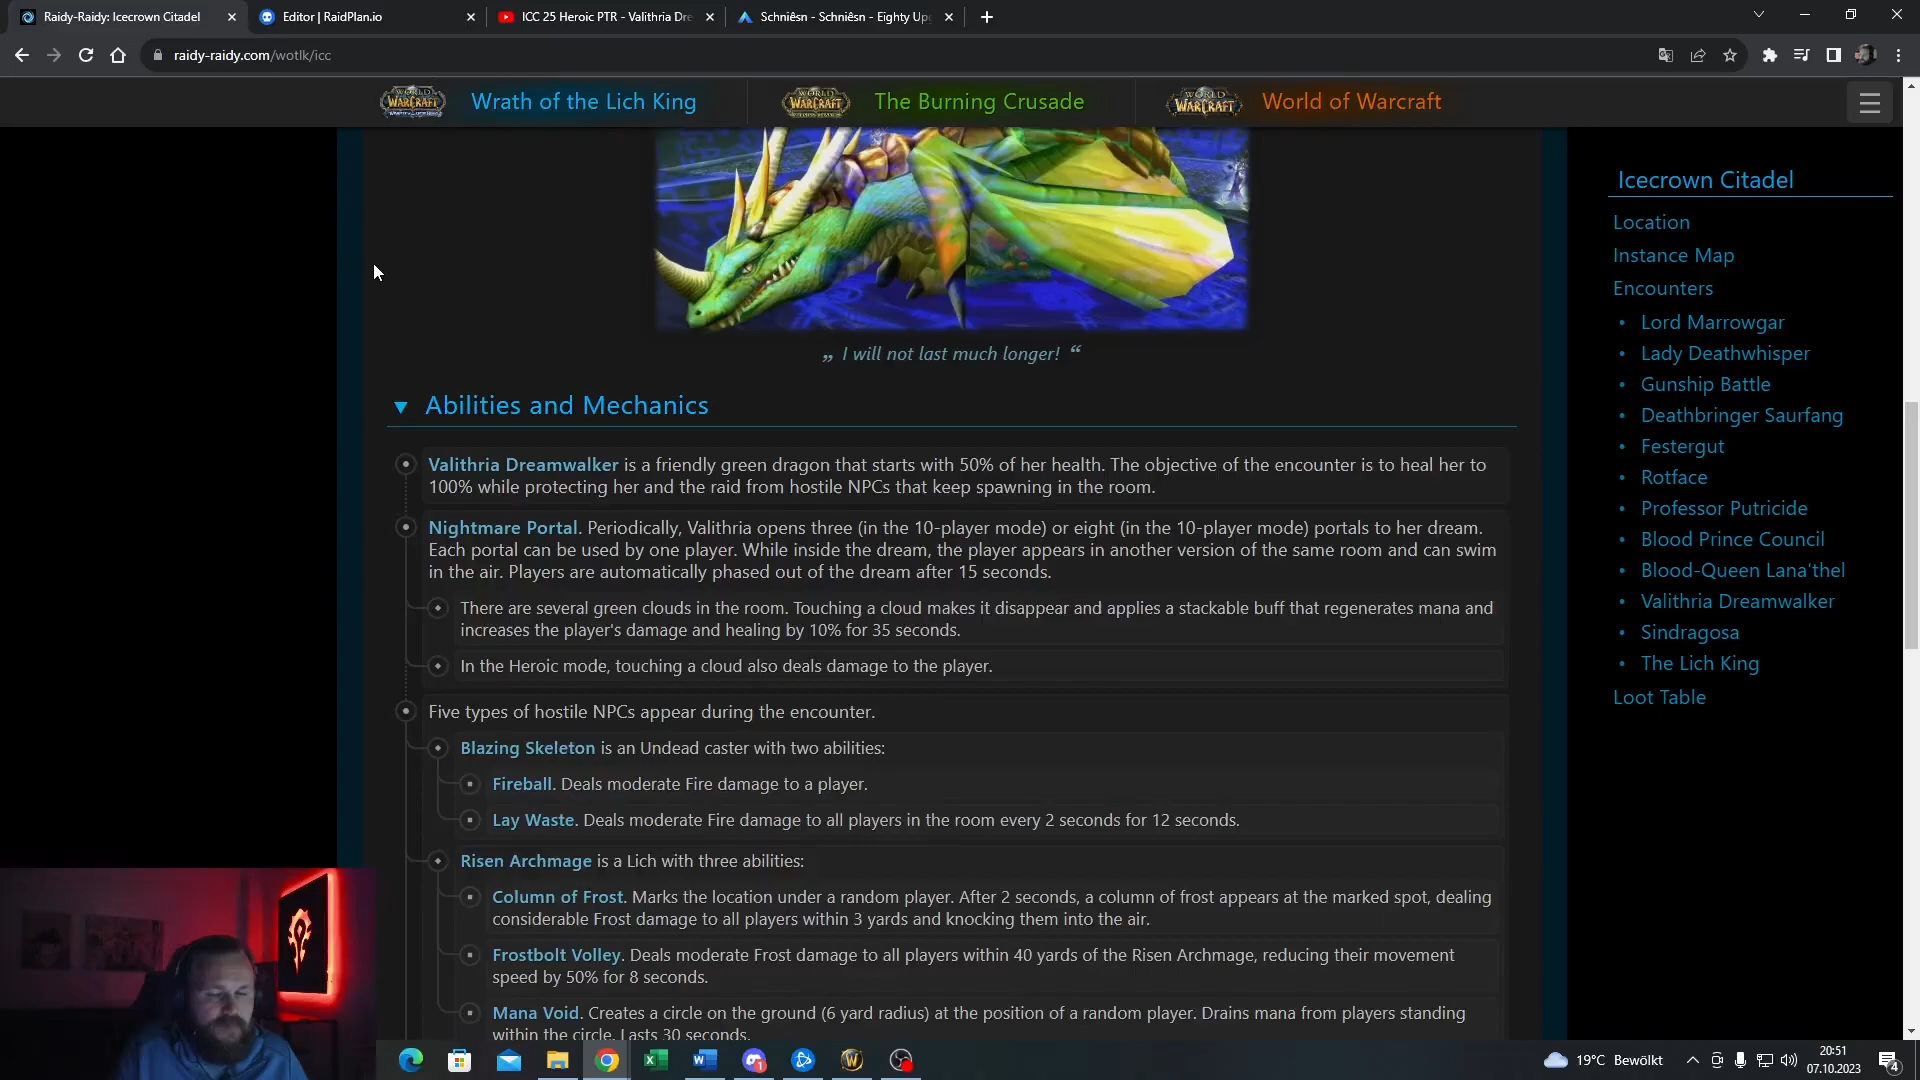 Raidy-Raidy: Icecrown Citadel
Editor | RaidPlan.io
ICC 25 Heroic PTR - Valithria Dre
Schniêsn - Schniêsn - Eighty Up
raidy-raidy.com/wotlk/icc
Wrath of the Lich King
The Burning Crusade
World of Warcraft
„ I will not last much longer! “
▼ Abilities and Mechanics
Valithria Dreamwalker is a friendly green dragon that starts with 50% of her health. The objective of the encounter is to heal her to
100% while protecting her and the raid from hostile NPCs that keep spawning in the room.
Nightmare Portal. Periodically, Valithria opens three (in the 10-player mode) or eight (in the 10-player mode) portals to her dream.
Each portal can be used by one player. While inside the dream, the player appears in another version of the same room and can swim
in the air. Players are automatically phased out of the dream after 15 seconds.
There are several green clouds in the room. Touching a cloud makes it disappear and applies a stackable buff that regenerates mana and
increases the player's damage and healing by 10% for 35 seconds.
In the Heroic mode, touching a cloud also deals damage to the player.
Five types of hostile NPCs appear during the encounter.
Blazing Skeleton is an Undead caster with two abilities:
Fireball. Deals moderate Fire damage to a player.
Lay Waste. Deals moderate Fire damage to all players in the room every 2 seconds for 12 seconds.
Risen Archmage is a Lich with three abilities:
Column of Frost. Marks the location under a random player. After 2 seconds, a column of frost appears at the marked spot, dealing
considerable Frost damage to all players within 3 yards and knocking them into the air.
Frostbolt Volley. Deals moderate Frost damage to all players within 40 yards of the Risen Archmage, reducing their movement
speed by 50% for 8 seconds.
Mana Void. Creates a circle on the ground (6 yard radius) at the position of a random player. Drains mana from players standing
within the circle. Lasts 30 seconds.
Icecrown Citadel
Location
Instance Map
Encounters
• Lord Marrowgar
• Lady Deathwhisper
• Gunship Battle
• Deathbringer Saurfang
• Festergut
• Rotface
• Professor Putricide
• Blood Prince Council
• Blood-Queen Lana'thel
• Valithria Dreamwalker
• Sindragosa
• The Lich King
Loot Table
19°C Bewölkt
20:51
07.10.2023
4